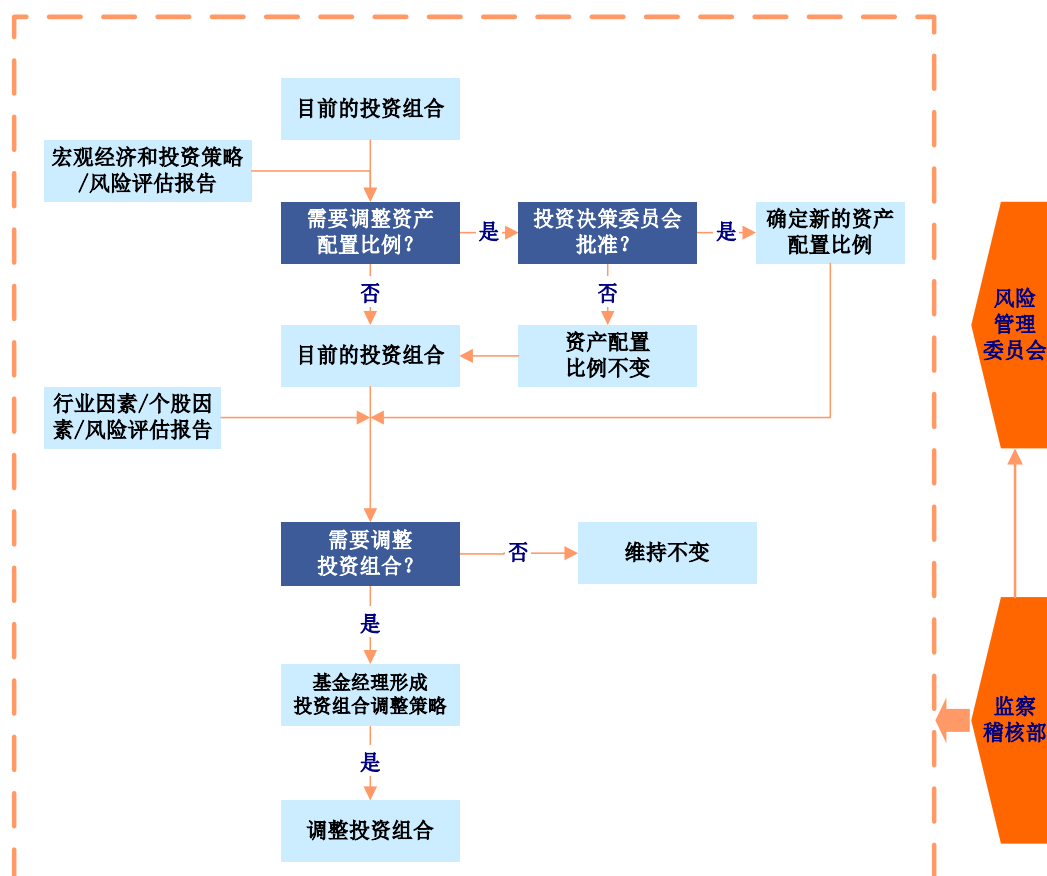 目前的投资组合
宏观经济和投资策略
/风险评估报告
需要调整资产
配置比例？
是
投资决策委员会
批准？
是
确定新的资产
配置比例
否
否
目前的投资组合
资产配置
比例不变
行业因素/个股因
素/风险评估报告
需要调整
投资组合？
否
维持不变
是
基金经理形成
投资组合调整策略
是
调整投资组合
风险
管理
委员会
监察
稽核部